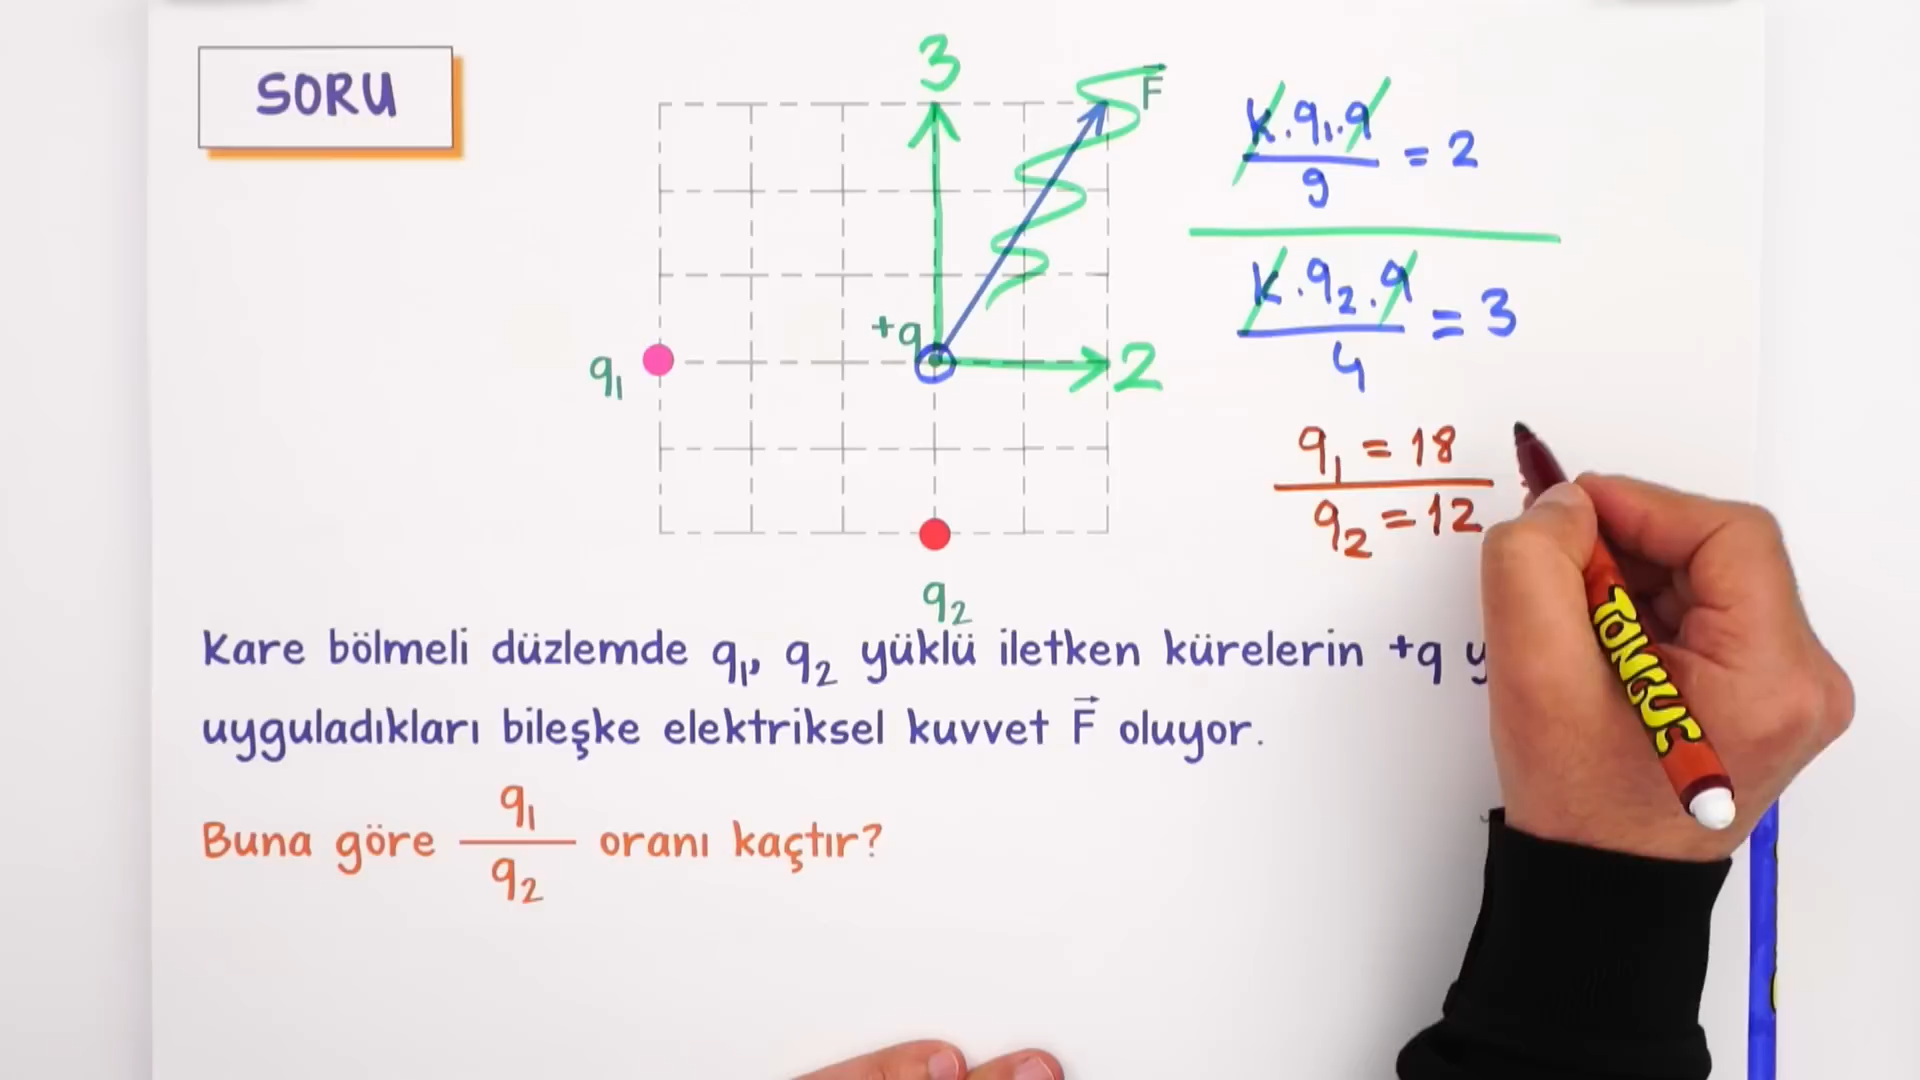 SORU
3
F
k.q1.q
9
= 2
k.q2.q
4
= 3
+q
2
q1
q1 = 18
q2 = 12
q2
Kare bölmeli düzlemde q1, q2 yüklü iletken kürelerin +q
uyguladıkları bileşke elektriksel kuvvet F oluyor.
Buna göre q1/q2 oranı kaçtır?
TONGUÇ